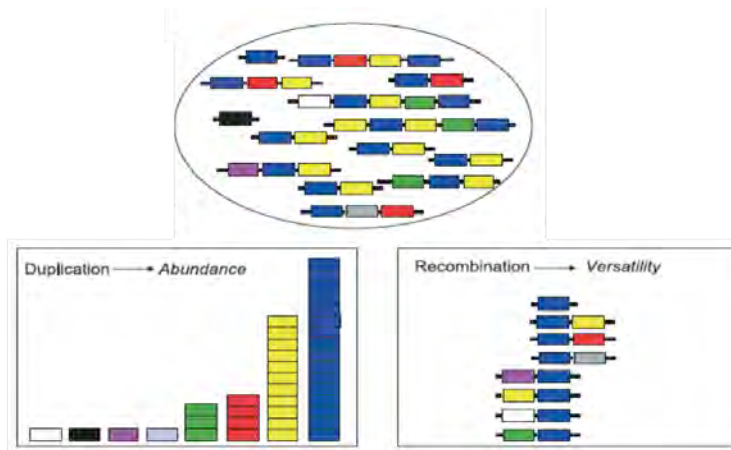 Duplication → Abundance
Recombination → Versatility